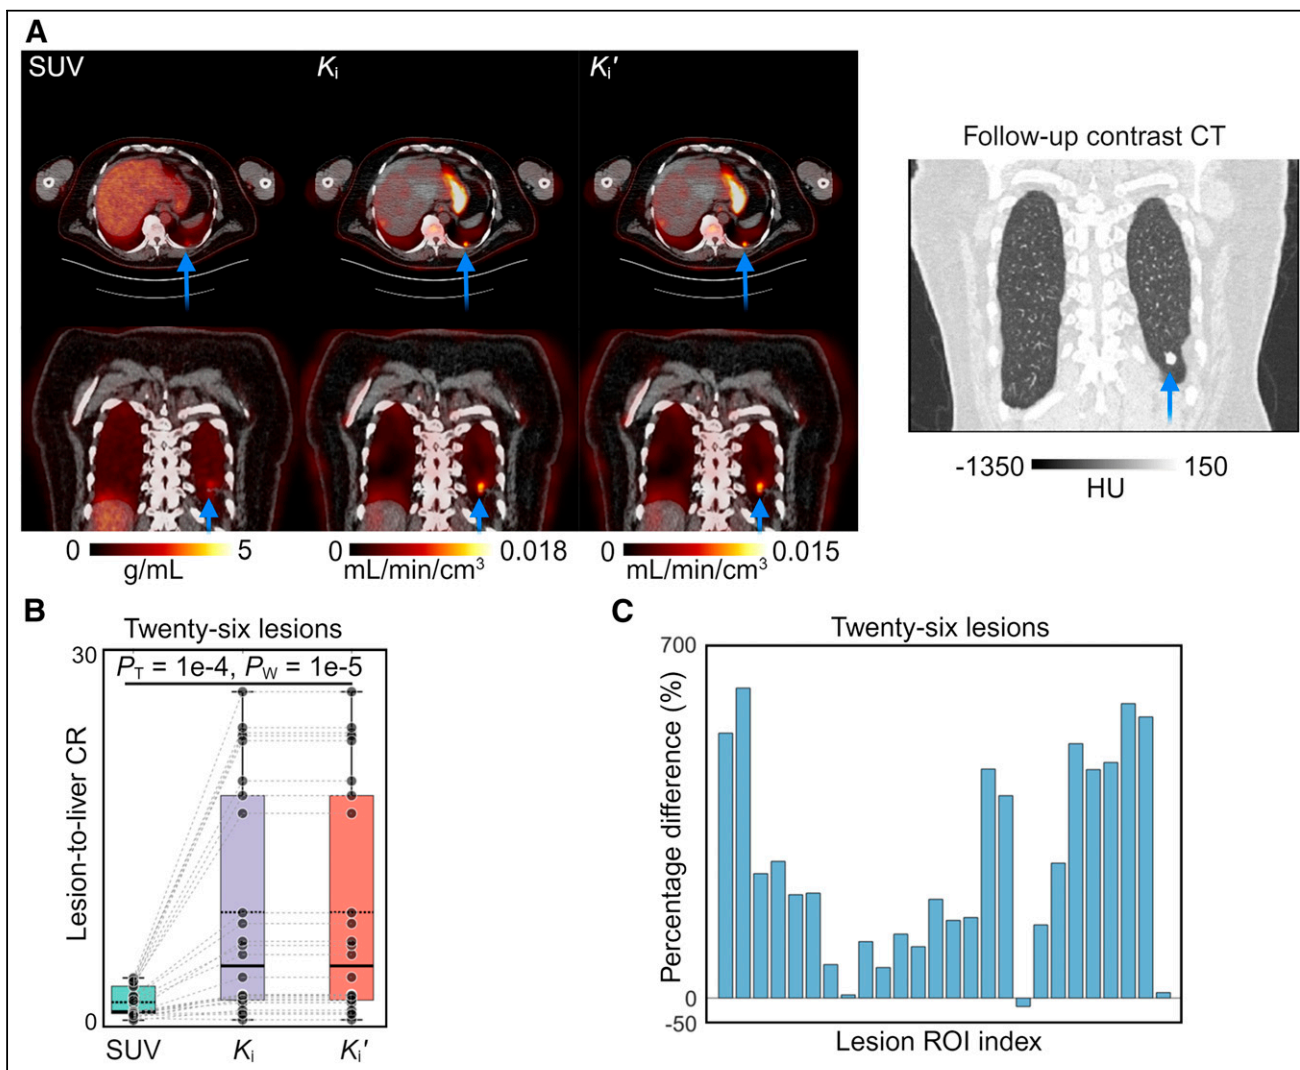 A
SUV
Ki
Ki'
Follow-up contrast CT
-1350 150
HU
0 5
g/mL
0 0.018
mL/min/cm³
0 0.015
mL/min/cm³
B
Twenty-six lesions
PT = 1e-4, PW = 1e-5
30
Lesion-to-liver CR
0
SUV Ki Ki'
C
Twenty-six lesions
700
Percentage difference (%)
0
-50
Lesion ROI index